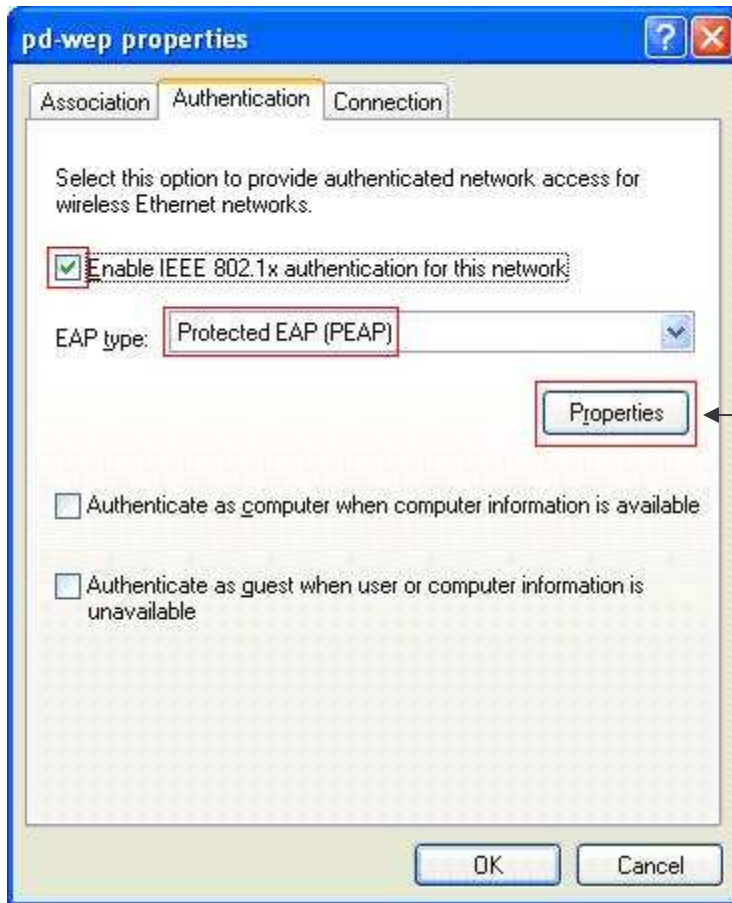 pd-wep properties
Association Authentication Connection
Select this option to provide authenticated network access for
wireless Ethernet networks.
Enable IEEE 802.1x authentication for this network
EAP type: Protected EAP (PEAP)
Properties
Authenticate as computer when computer information is available
Authenticate as guest when user or computer information is
unavailable
OK Cancel